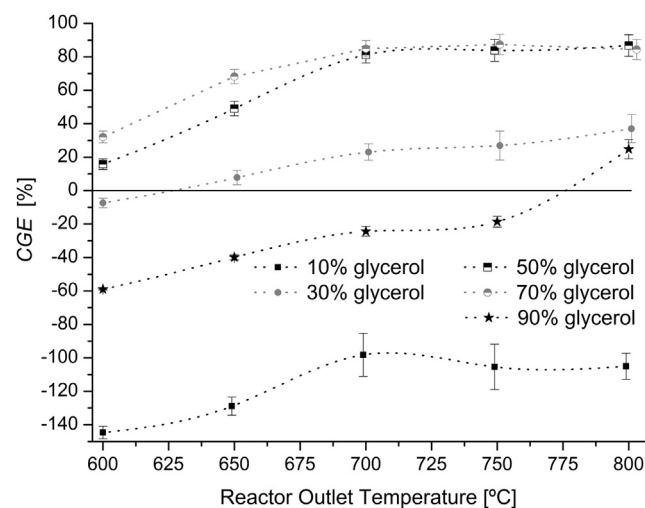 100
80
60
40
20
0
-20
-40
-60
-80
-100
-120
-140
CGE [%]
10% glycerol
50% glycerol
30% glycerol
70% glycerol
90% glycerol
600 625 650 675 700 725 750 775 800
Reactor Outlet Temperature [ºC]